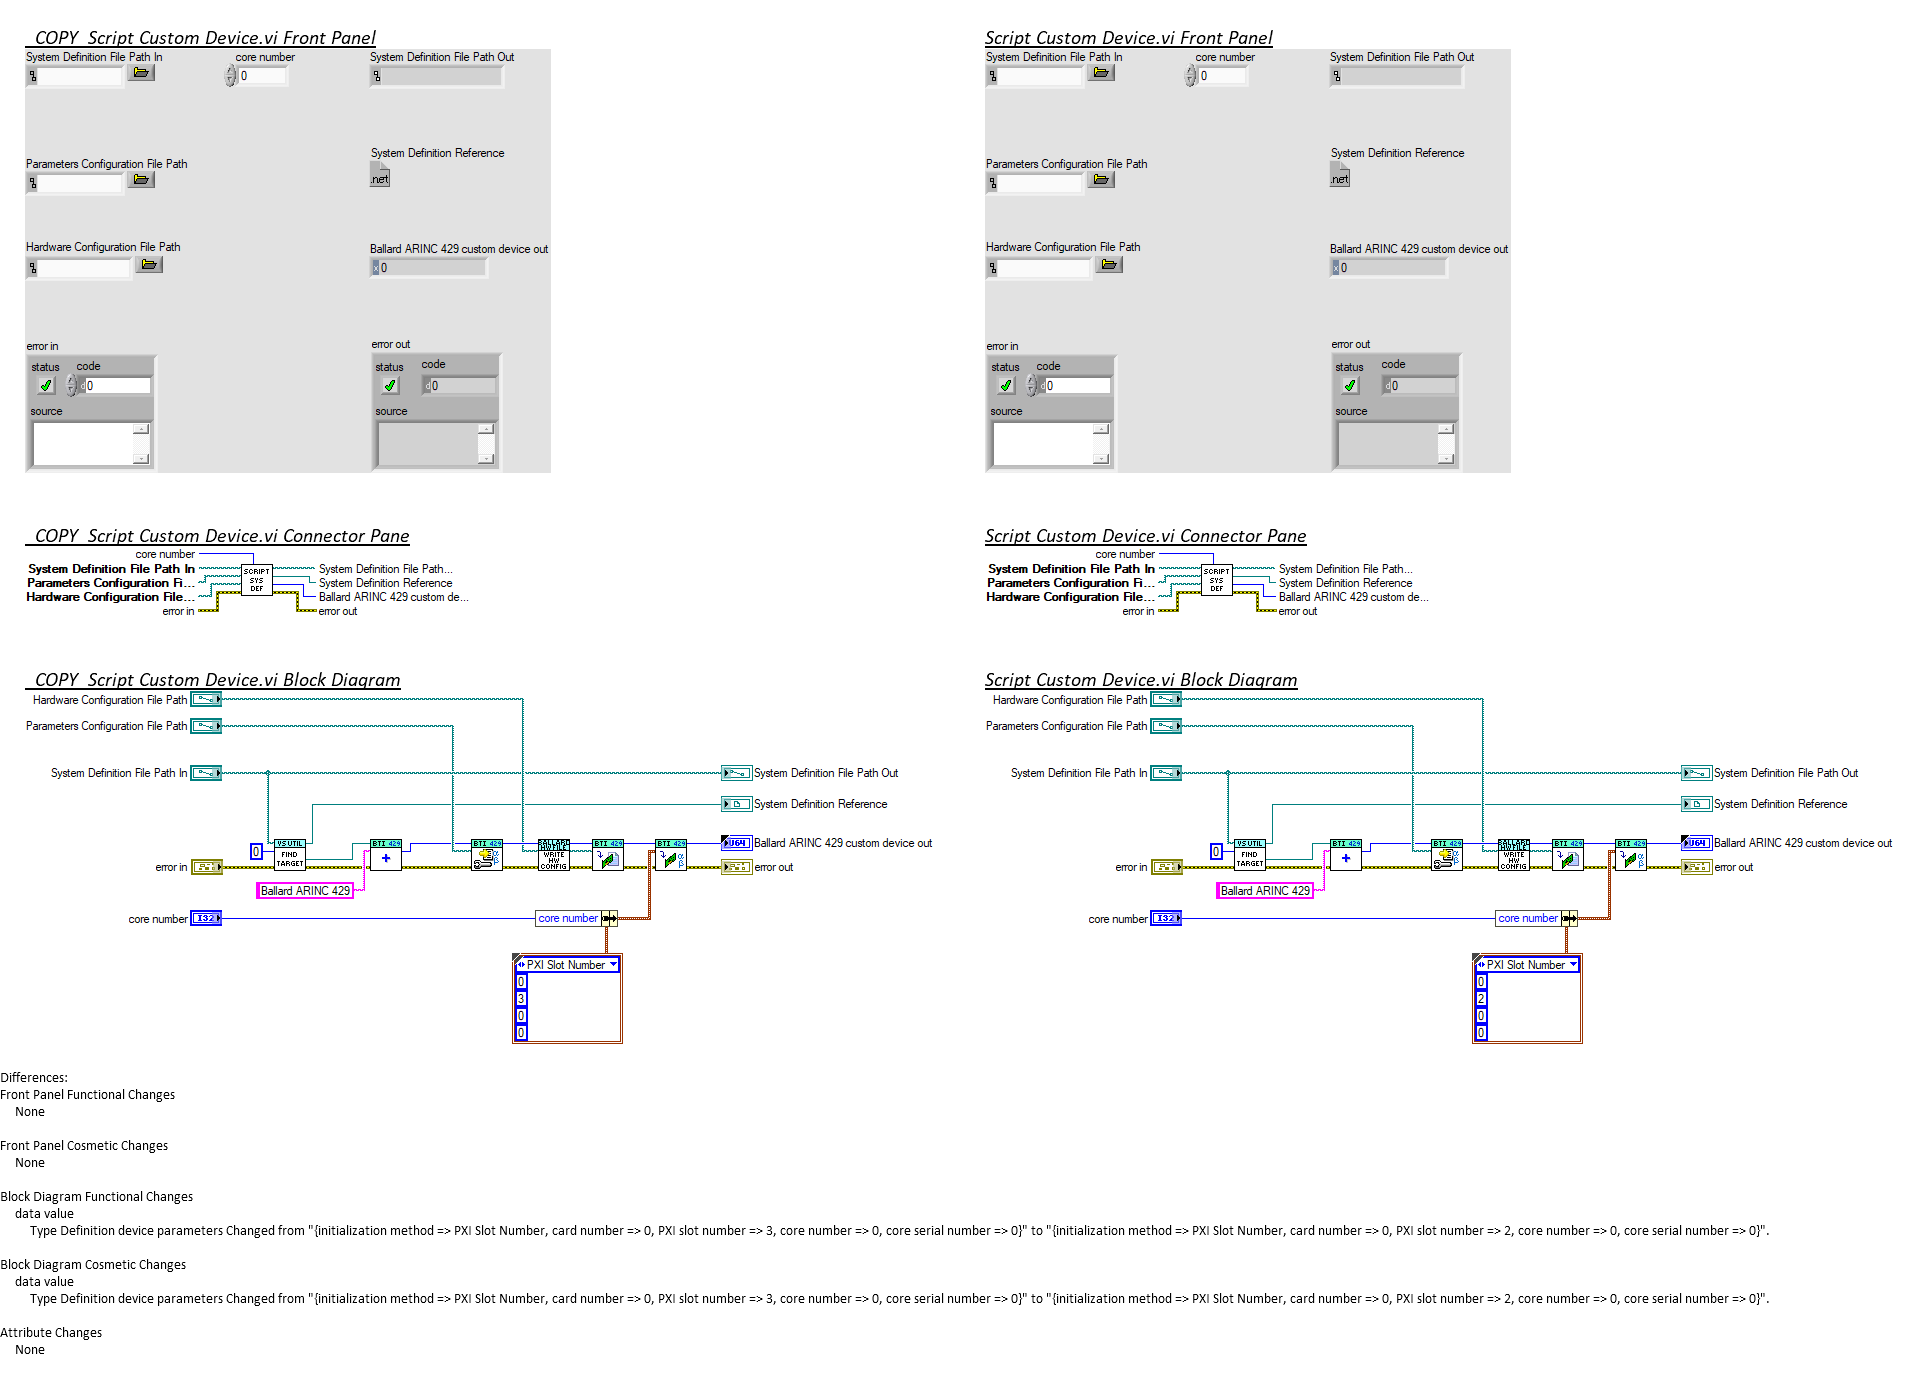 _COPY_Script Custom Device.vi Front Panel
System Definition File Path In
core number
System Definition File Path Out
0
System Definition Reference
.net
Parameters Configuration File Path
Hardware Configuration File Path
Ballard ARINC 429 custom device out
x 0
error in
error out
status code
status code
d 0
d 0
source
source
Script Custom Device.vi Front Panel
System Definition File Path In
core number
System Definition File Path Out
0
System Definition Reference
.net
Parameters Configuration File Path
Hardware Configuration File Path
Ballard ARINC 429 custom device out
x 0
error in
error out
status code
status code
d 0
d 0
source
source
_COPY_Script Custom Device.vi Connector Pane
core number
System Definition File Path In
Parameters Configuration Fi...
Hardware Configuration File...
error in
SCRIPT
SYS
DEF
System Definition File Path...
System Definition Reference
Ballard ARINC 429 custom de...
error out
Script Custom Device.vi Connector Pane
core number
System Definition File Path In
Parameters Configuration Fi...
Hardware Configuration File...
error in
SCRIPT
SYS
DEF
System Definition File Path...
System Definition Reference
Ballard ARINC 429 custom de...
error out
_COPY_Script Custom Device.vi Block Diagram
Hardware Configuration File Path
Parameters Configuration File Path
System Definition File Path In
System Definition File Path Out
System Definition Reference
0
VS UTIL
FIND
TARGET
BTI 429
+
BTI 429
BALLARD
HW FILE
WRITE
HW
CONFIG
BTI 429
BTI 429
U64
Ballard ARINC 429 custom device out
error in
error out
Ballard ARINC 429
core number
I32
core number
PXI Slot Number
0
3
0
0
Script Custom Device.vi Block Diagram
Hardware Configuration File Path
Parameters Configuration File Path
System Definition File Path In
System Definition File Path Out
System Definition Reference
0
VS UTIL
FIND
TARGET
BTI 429
+
BTI 429
BALLARD
HW FILE
WRITE
HW
CONFIG
BTI 429
BTI 429
U64
Ballard ARINC 429 custom device out
error in
error out
Ballard ARINC 429
core number
I32
core number
PXI Slot Number
0
2
0
0
Differences:
Front Panel Functional Changes
None
Front Panel Cosmetic Changes
None
Block Diagram Functional Changes
data value
Type Definition device parameters Changed from "{initialization method => PXI Slot Number, card number => 0, PXI slot number => 3, core number => 0, core serial number => 0}" to "{initialization method => PXI Slot Number, card number => 0, PXI slot number => 2, core number => 0, core serial number => 0}".
Block Diagram Cosmetic Changes
data value
Type Definition device parameters Changed from "{initialization method => PXI Slot Number, card number => 0, PXI slot number => 3, core number => 0, core serial number => 0}" to "{initialization method => PXI Slot Number, card number => 0, PXI slot number => 2, core number => 0, core serial number => 0}".
Attribute Changes
None